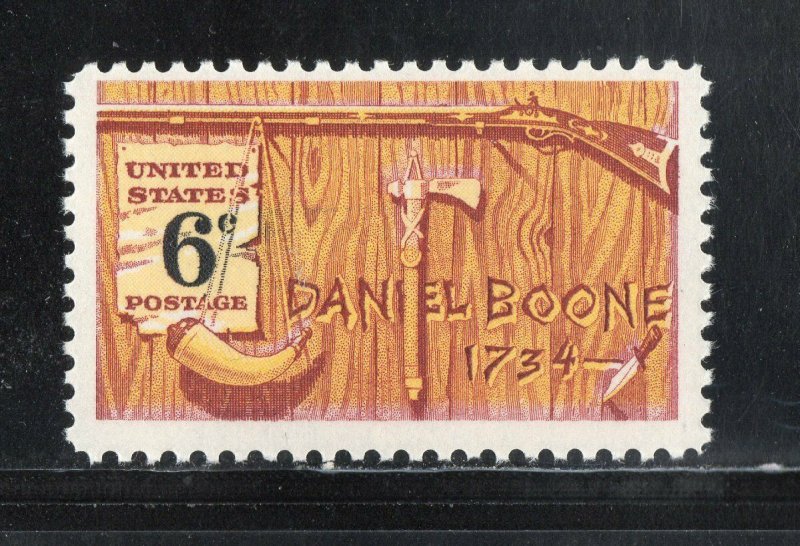 UNITED
STATES
6¢
POSTAGE
DANIEL BOONE
1734—